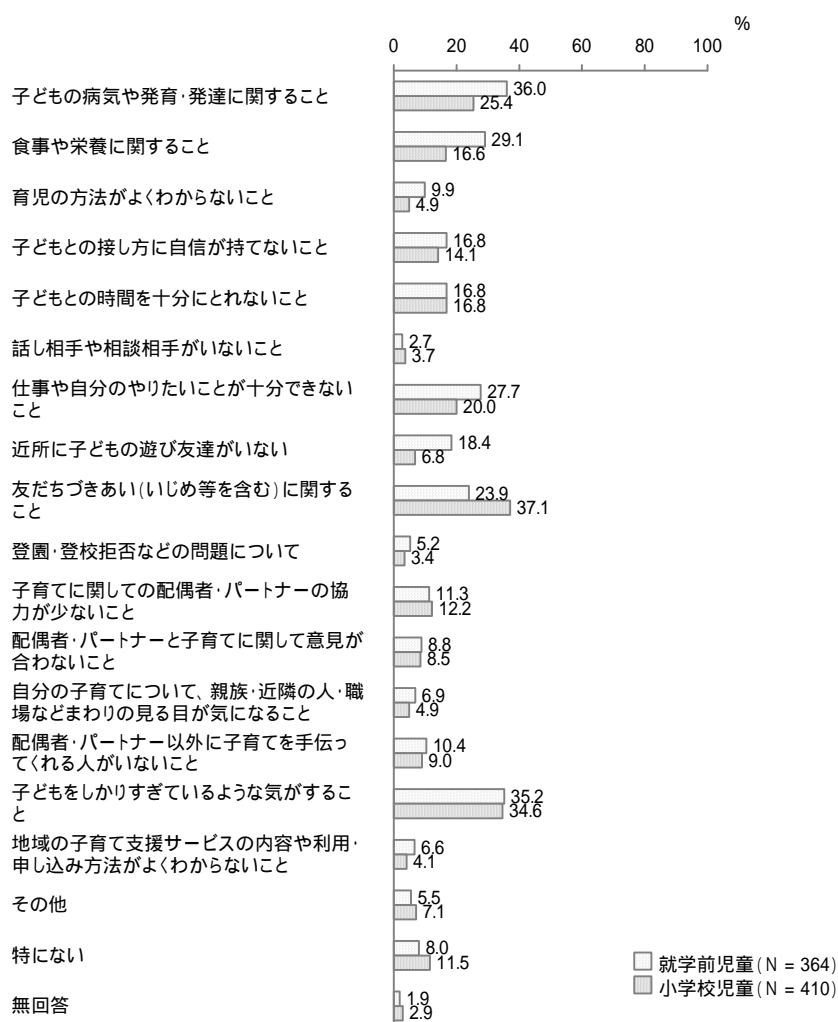 %
0 20 40 60 80 100
子どもの病気や発育･発達に関すること
36.0
25.4
食事や栄養に関すること
29.1
16.6
育児の方法がよくわからないこと
9.9
4.9
子どもとの接し方に自信が持てないこと
16.8
14.1
子どもとの時間を十分にとれないこと
16.8
16.8
話し相手や相談相手がいないこと
2.7
3.7
仕事や自分のやりたいことが十分できない
こと
27.7
20.0
近所に子どもの遊び友達がいない
18.4
6.8
友だちづきあい(いじめ等を含む)に関する
こと
23.9
37.1
登園･登校拒否などの問題について
5.2
3.4
子育てに関しての配偶者･パートナーの協
力が少ないこと
11.3
12.2
配偶者･パートナーと子育てに関して意見が
合わないこと
8.8
8.5
自分の子育てについて、親族･近隣の人･職
場などまわりの見る目が気になること
6.9
4.9
配偶者･パートナー以外に子育てを手伝っ
てくれる人がいないこと
10.4
9.0
子どもをしかりすぎているような気がするこ
と
35.2
34.6
地域の子育て支援サービスの内容や利用･
申し込み方法がよくわからないこと
6.6
4.1
その他
5.5
7.1
特にない
8.0
11.5
無回答
1.9
2.9
就学前児童(N = 364)
小学校児童(N = 410)